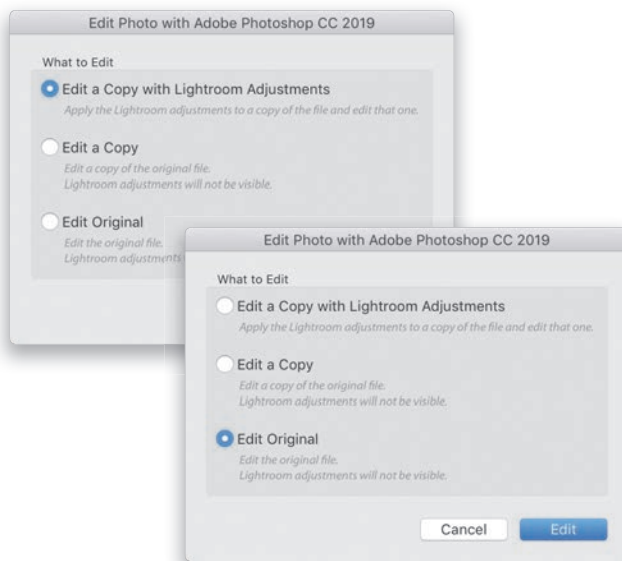 Edit Photo with Adobe Photoshop CC 2019
What to Edit
Edit a Copy with Lightroom Adjustments
Apply the Lightroom adjustments to a copy of the file and edit that one.
Edit a Copy
Edit a copy of the original file.
Lightroom adjustments will not be visible.
Edit Original
Edit the original file.
Lightroom adjustments
Edit Photo with Adobe Photoshop CC 2019
What to Edit
Edit a Copy with Lightroom Adjustments
Apply the Lightroom adjustments to a copy of the file and edit that one.
Edit a Copy
Edit a copy of the original file.
Lightroom adjustments will not be visible.
Edit Original
Edit the original file.
Lightroom adjustments will not be visible.
Cancel
Edit